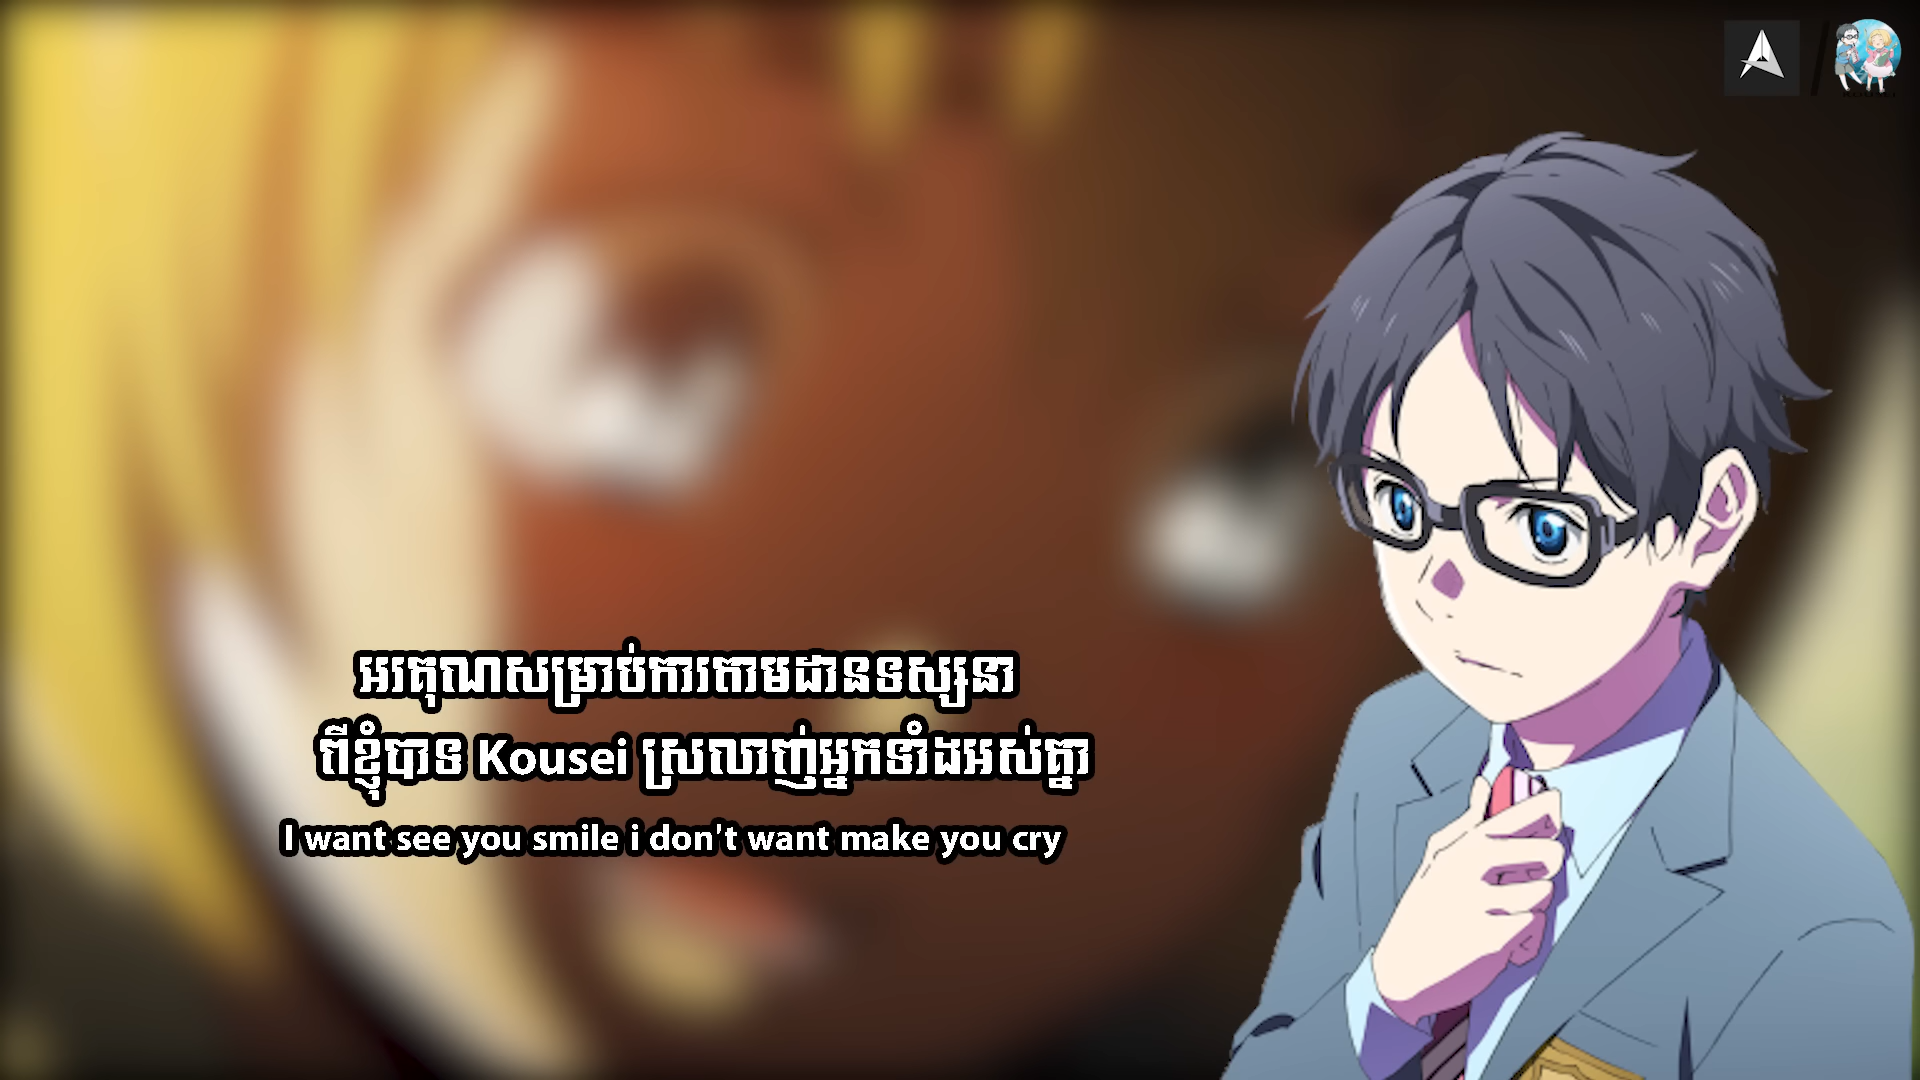 អរគុណសម្រាប់ការតាមដានទស្សនា
ពីខ្ញុំបាទ Kousei ស្រលាញ់អ្នកទាំងអស់គ្នា
I want see you smile i don't want make you cry